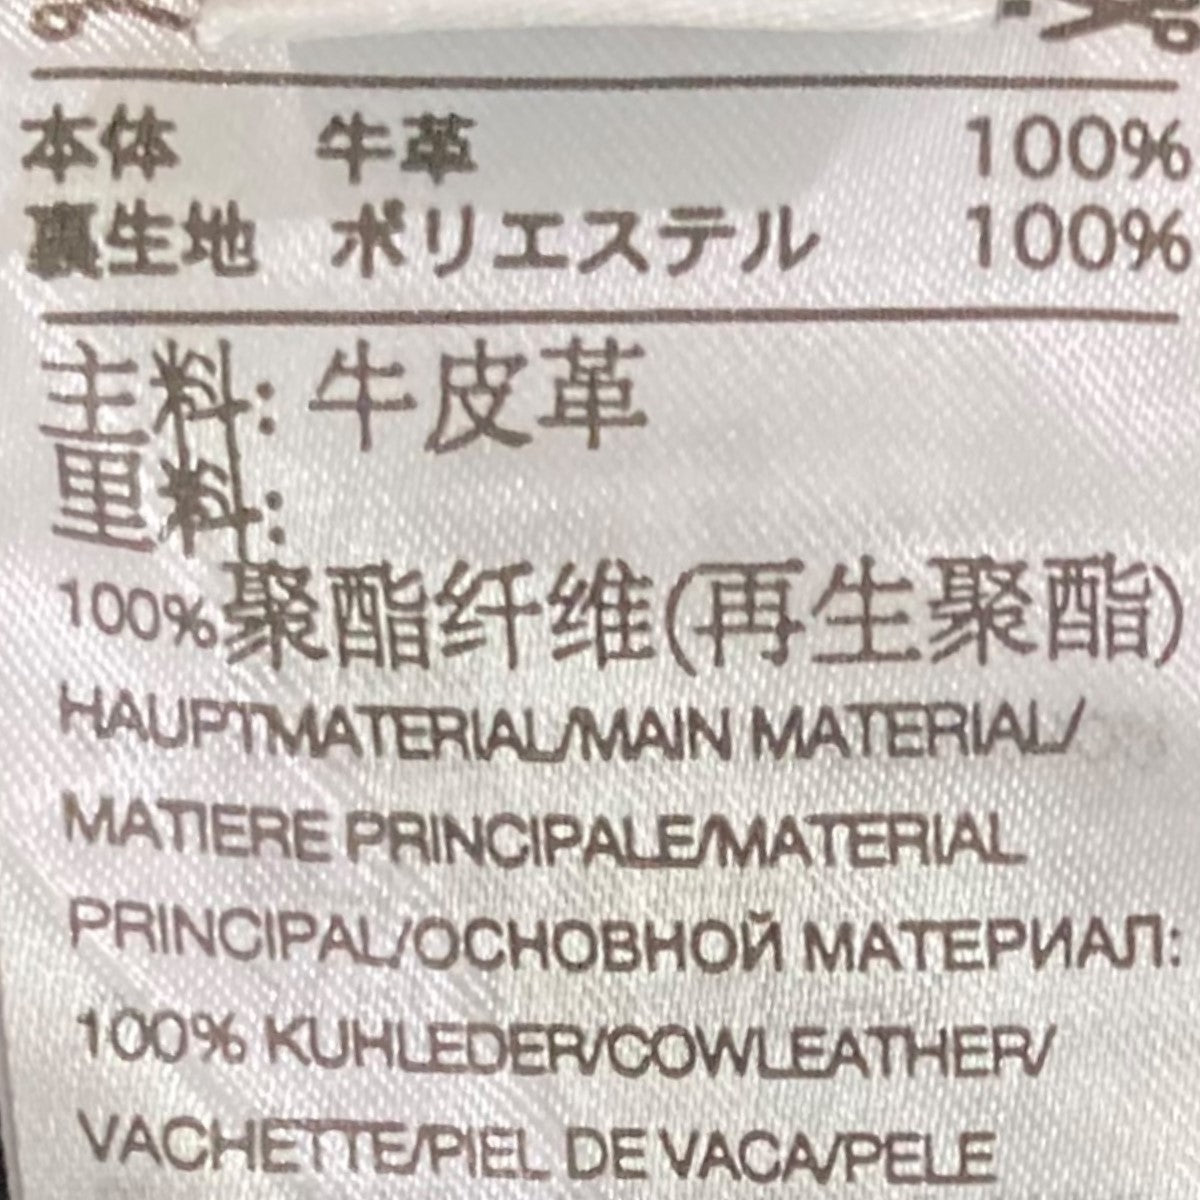 本体 牛革 100%
裏生地 ポリエステル 100%
主料: 牛皮革
里料:
100%聚酯纤维(再生聚酯)
HAUPTMATERIAL/MAIN MATERIAL/
MATIERE PRINCIPALE/MATERIAL
PRINCIPAL/ОСНОВНОЙ МАТЕРИАЛ:
100% KUHLEDER/COWLEATHER/
VACHETTE/PIEL DE VACA/PELE